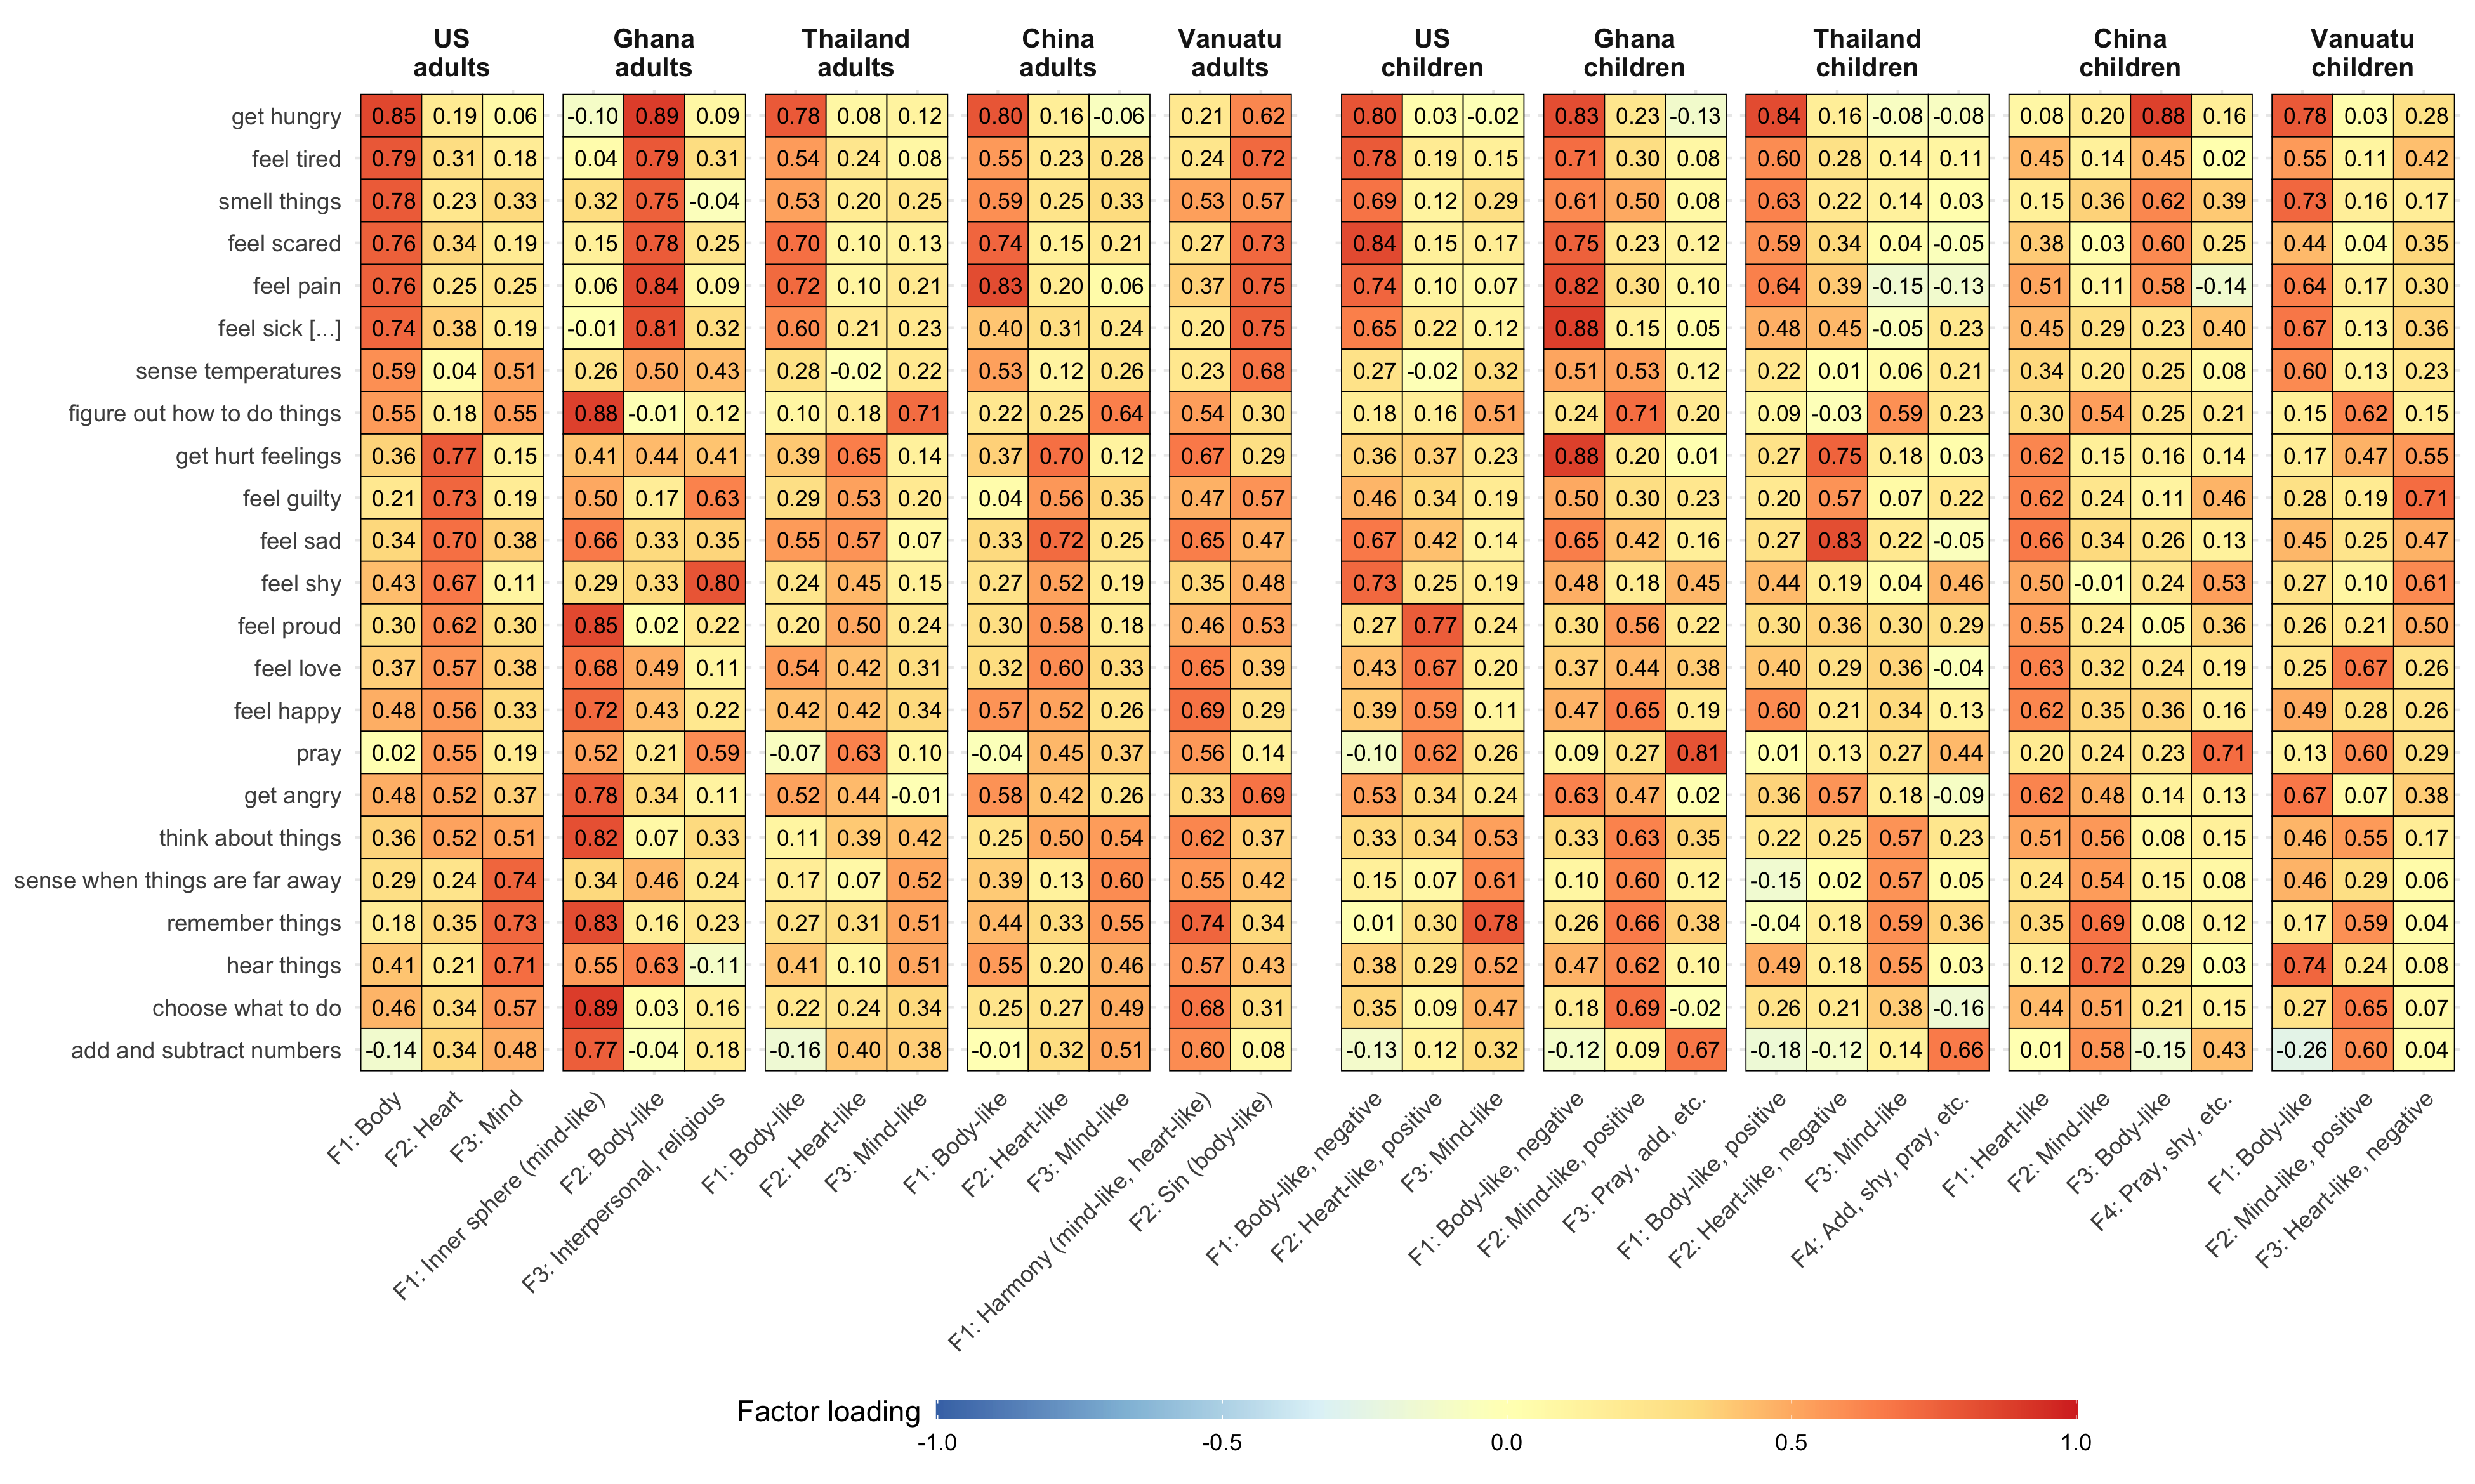 US adults
Ghana adults
Thailand adults
China adults
Vanuatu adults
US children
Ghana children
Thailand children
China children
Vanuatu children
get hungry 0.85 0.19 0.06 -0.10 0.89 0.09 0.78 0.08 0.12 0.80 0.16 -0.06 0.21 0.62 0.80 0.03 -0.02 0.83 0.23 -0.13 0.84 0.16 -0.08 -0.08 0.08 0.20 0.88 0.16 0.78 0.03 0.28
feel tired 0.79 0.31 0.18 0.04 0.79 0.31 0.54 0.24 0.08 0.55 0.23 0.28 0.24 0.72 0.78 0.19 0.15 0.71 0.30 0.08 0.60 0.28 0.14 0.11 0.45 0.14 0.45 0.02 0.55 0.11 0.42
smell things 0.78 0.23 0.33 0.32 0.75 -0.04 0.53 0.20 0.25 0.59 0.25 0.33 0.53 0.57 0.69 0.12 0.29 0.61 0.50 0.08 0.63 0.22 0.14 0.03 0.15 0.36 0.62 0.39 0.73 0.16 0.17
feel scared 0.76 0.34 0.19 0.15 0.78 0.25 0.70 0.10 0.13 0.74 0.15 0.21 0.27 0.73 0.84 0.15 0.17 0.75 0.23 0.12 0.59 0.34 0.04 -0.05 0.38 0.03 0.60 0.25 0.44 0.04 0.35
feel pain 0.76 0.25 0.25 0.06 0.84 0.09 0.72 0.10 0.21 0.83 0.20 0.06 0.37 0.75 0.74 0.10 0.07 0.82 0.30 0.10 0.64 0.39 -0.15 -0.13 0.51 0.11 0.58 -0.14 0.64 0.17 0.30
feel sick [...] 0.74 0.38 0.19 -0.01 0.81 0.32 0.60 0.21 0.23 0.40 0.31 0.24 0.20 0.75 0.65 0.22 0.12 0.88 0.15 0.05 0.48 0.45 -0.05 0.23 0.45 0.29 0.23 0.40 0.67 0.13 0.36
sense temperatures 0.59 0.04 0.51 0.26 0.50 0.43 0.28 -0.02 0.22 0.53 0.12 0.26 0.23 0.68 0.27 -0.02 0.32 0.51 0.53 0.12 0.22 0.01 0.06 0.21 0.34 0.20 0.25 0.08 0.60 0.13 0.23
figure out how to do things 0.55 0.18 0.55 0.88 -0.01 0.12 0.10 0.18 0.71 0.22 0.25 0.64 0.54 0.30 0.18 0.16 0.51 0.24 0.71 0.20 0.09 -0.03 0.59 0.23 0.30 0.54 0.25 0.21 0.15 0.62 0.15
get hurt feelings 0.36 0.77 0.15 0.41 0.44 0.41 0.39 0.65 0.14 0.37 0.70 0.12 0.67 0.29 0.36 0.37 0.23 0.88 0.20 0.01 0.27 0.75 0.18 0.03 0.62 0.15 0.16 0.14 0.17 0.47 0.55
feel guilty 0.21 0.73 0.19 0.50 0.17 0.63 0.29 0.53 0.20 0.04 0.56 0.35 0.47 0.57 0.46 0.34 0.19 0.50 0.30 0.23 0.20 0.57 0.07 0.22 0.62 0.24 0.11 0.46 0.28 0.19 0.71
feel sad 0.34 0.70 0.38 0.66 0.33 0.35 0.55 0.57 0.07 0.33 0.72 0.25 0.65 0.47 0.67 0.42 0.14 0.65 0.42 0.16 0.27 0.83 0.22 -0.05 0.66 0.34 0.26 0.13 0.45 0.25 0.47
feel shy 0.43 0.67 0.11 0.29 0.33 0.80 0.24 0.45 0.15 0.27 0.52 0.19 0.35 0.48 0.73 0.25 0.19 0.48 0.18 0.45 0.44 0.19 0.04 0.46 0.50 -0.01 0.24 0.53 0.27 0.10 0.61
feel proud 0.30 0.62 0.30 0.85 0.02 0.22 0.20 0.50 0.24 0.30 0.58 0.18 0.46 0.53 0.27 0.77 0.24 0.30 0.56 0.22 0.30 0.36 0.30 0.29 0.55 0.24 0.05 0.36 0.26 0.21 0.50
feel love 0.37 0.57 0.38 0.68 0.49 0.11 0.54 0.42 0.31 0.32 0.60 0.33 0.65 0.39 0.43 0.67 0.20 0.37 0.44 0.38 0.40 0.29 0.36 -0.04 0.63 0.32 0.24 0.19 0.25 0.67 0.26
feel happy 0.48 0.56 0.33 0.72 0.43 0.22 0.42 0.42 0.34 0.57 0.52 0.26 0.69 0.29 0.39 0.59 0.11 0.47 0.65 0.19 0.60 0.21 0.34 0.13 0.62 0.35 0.36 0.16 0.49 0.28 0.26
pray 0.02 0.55 0.19 0.52 0.21 0.59 -0.07 0.63 0.10 -0.04 0.45 0.37 0.56 0.14 -0.10 0.62 0.26 0.09 0.27 0.81 0.01 0.13 0.27 0.44 0.20 0.24 0.23 0.71 0.13 0.60 0.29
get angry 0.48 0.52 0.37 0.78 0.34 0.11 0.52 0.44 -0.01 0.58 0.42 0.26 0.33 0.69 0.53 0.34 0.24 0.63 0.47 0.02 0.36 0.57 0.18 -0.09 0.62 0.48 0.14 0.13 0.67 0.07 0.38
think about things 0.36 0.52 0.51 0.82 0.07 0.33 0.11 0.39 0.42 0.25 0.50 0.54 0.62 0.37 0.33 0.34 0.53 0.33 0.63 0.35 0.22 0.25 0.57 0.23 0.51 0.56 0.08 0.15 0.46 0.55 0.17
sense when things are far away 0.29 0.24 0.74 0.34 0.46 0.24 0.17 0.07 0.52 0.39 0.13 0.60 0.55 0.42 0.15 0.07 0.61 0.10 0.60 0.12 -0.15 0.02 0.57 0.05 0.24 0.54 0.15 0.08 0.46 0.29 0.06
remember things 0.18 0.35 0.73 0.83 0.16 0.23 0.27 0.31 0.51 0.44 0.33 0.55 0.74 0.34 0.01 0.30 0.78 0.26 0.66 0.38 -0.04 0.18 0.59 0.36 0.35 0.69 0.08 0.12 0.17 0.59 0.04
hear things 0.41 0.21 0.71 0.55 0.63 -0.11 0.41 0.10 0.51 0.55 0.20 0.46 0.57 0.43 0.38 0.29 0.52 0.47 0.62 0.10 0.49 0.18 0.55 0.03 0.12 0.72 0.29 0.03 0.74 0.24 0.08
choose what to do 0.46 0.34 0.57 0.89 0.03 0.16 0.22 0.24 0.34 0.25 0.27 0.49 0.68 0.31 0.35 0.09 0.47 0.18 0.69 -0.02 0.26 0.21 0.38 -0.16 0.44 0.51 0.21 0.15 0.27 0.65 0.07
add and subtract numbers -0.14 0.34 0.48 0.77 -0.04 0.18 -0.16 0.40 0.38 -0.01 0.32 0.51 0.60 0.08 -0.13 0.12 0.32 -0.12 0.09 0.67 -0.18 -0.12 0.14 0.66 0.01 0.58 -0.15 0.43 -0.26 0.60 0.04
F1: Body
F2: Heart
F3: Mind
F1: Inner sphere (mind-like)
F2: Body-like
F3: Interpersonal, religious
F1: Body-like
F2: Heart-like
F3: Mind-like
F1: Body-like
F2: Heart-like
F3: Mind-like
F1: Harmony (mind-like, heart-like)
F2: Sin (body-like)
F1: Body-like, negative
F2: Heart-like, positive
F3: Mind-like
F1: Body-like, negative
F2: Mind-like, positive
F3: Pray, add, etc.
F1: Body-like, positive
F2: Heart-like, negative
F3: Mind-like
F4: Add, shy, pray, etc.
F1: Heart-like
F2: Mind-like
F3: Body-like
F4: Pray, shy, etc.
F1: Body-like
F2: Mind-like, positive
F3: Heart-like, negative
Factor loading
-1.0 -0.5 0.0 0.5 1.0